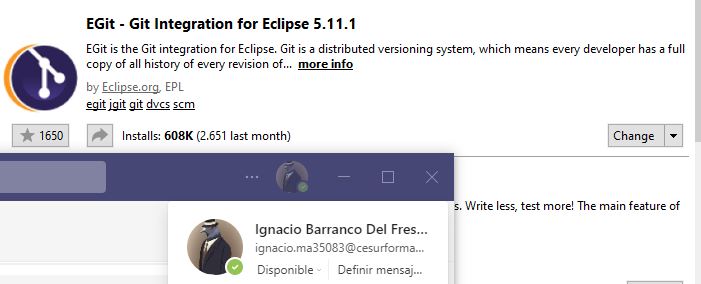 EGit - Git Integration for Eclipse 5.11.1
EGit is the Git integration for Eclipse. Git is a distributed versioning system, which means every developer has a full
copy of all history of every revision of... more info
by Eclipse.org, EPL
egit jgit git dvcs scm
1650 Installs: 608K (2.651 last month) Change
s. Write less, test more! The main feature of
Ignacio Barranco Del Fres...
ignacio.ma35083@cesurforma...
Disponible Definir mensaj...